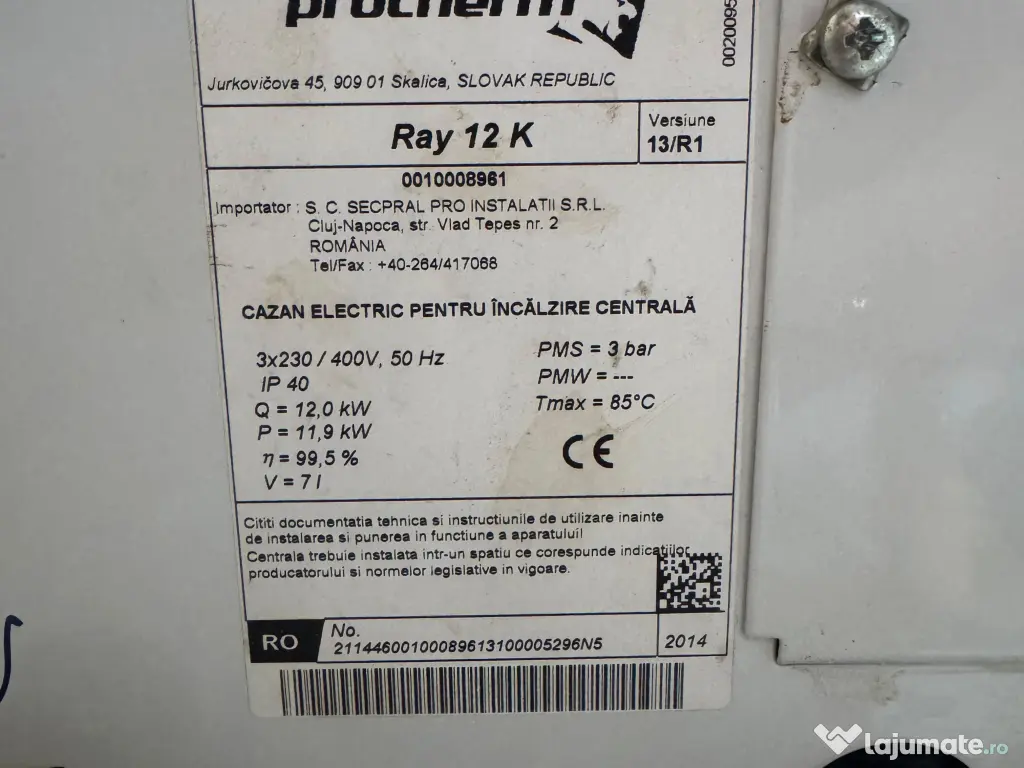 protherm
0020095
Jurkovičova 45, 909 01 Skalica, SLOVAK REPUBLIC
Ray 12 K
Versiune
13/R1
0010008961
Importator : S. C. SECPRAL PRO INSTALATII S.R.L.
Cluj-Napoca, str. Vlad Tepes nr. 2
ROMÂNIA
Tel/Fax : +40-264/417068
CAZAN ELECTRIC PENTRU ÎNCĂLZIRE CENTRALĂ
3x230 / 400V, 50 Hz
IP 40
Q = 12,0 kW
P = 11,9 kW
η = 99,5 %
V = 7 l
PMS = 3 bar
PMW = ---
Tmax = 85°C
CE
Cititi documentatia tehnica si instructiunile de utilizare inainte
de instalarea si punerea in functiune a aparatului!
Centrala trebuie instalata intr-un spatiu ce corespunde indicatiilor
producatorului si normelor legislative in vigoare.
RO
No.
21144600100089613100005296N5
2014
lajumate.ro